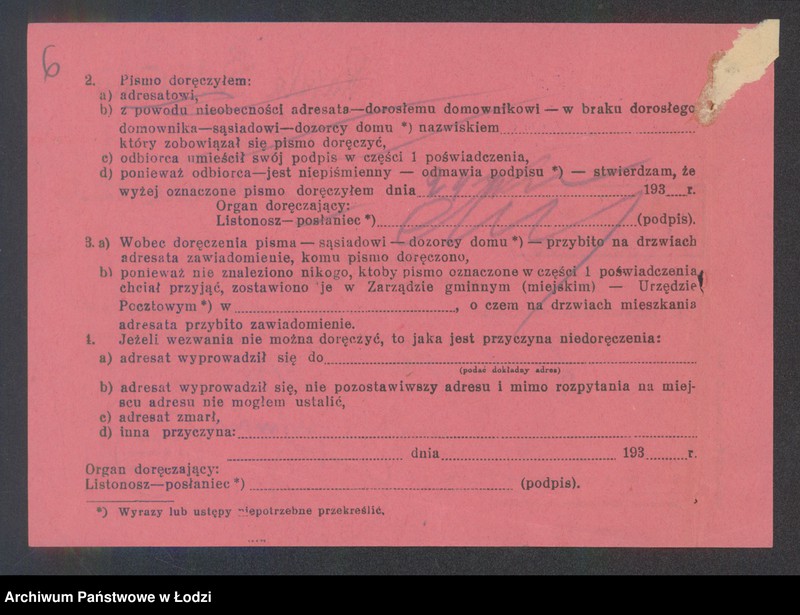 6
2. Pismo doręczyłem:
a) adresatowi,
b) z powodu nieobecności adresata—dorosłemu domownikowi — w braku dorosłego
domownika—sąsiadowi—dozorcy domu *) nazwiskiem
który zobowiązał się pismo doręczyć,
c) odbiorca umieścił swój podpis w części 1 poświadczenia,
d) ponieważ odbiorca—jest niepiśmienny — odmawia podpisu *) — stwierdzam, że
wyżej oznaczone pismo doręczyłem dnia 193 r.
Organ doręczający:
Listonosz—posłaniec *) (podpis).
3. a) Wobec doręczenia pisma — sąsiadowi — dozorcy domu *) — przybito na drzwiach
adresata zawiadomienie, komu pismo doręczono,
b) ponieważ nie znaleziono nikogo, ktoby pismo oznaczone w części 1 poświadczenia
chciał przyjąć, zostawiono je w Zarządzie gminnym (miejskim) — Urzędzie
Pocztowym *) w , o czem na drzwiach mieszkania
adresata przybito zawiadomienie.
4. Jeżeli wezwania nie można doręczyć, to jaka jest przyczyna niedoręczenia:
a) adresat wyprowadził się do
(podać dokładny adres)
b) adresat wyprowadził się, nie pozostawiwszy adresu i mimo rozpytania na miej-
scu adresu nie mogłem ustalić,
c) adresat zmarł,
d) inna przyczyna:
dnia 193 r.
Organ doręczający:
Listonosz—posłaniec *) (podpis).
*) Wyrazy lub ustępy niepotrzebne przekreślić.
Archiwum Państwowe w Łodzi